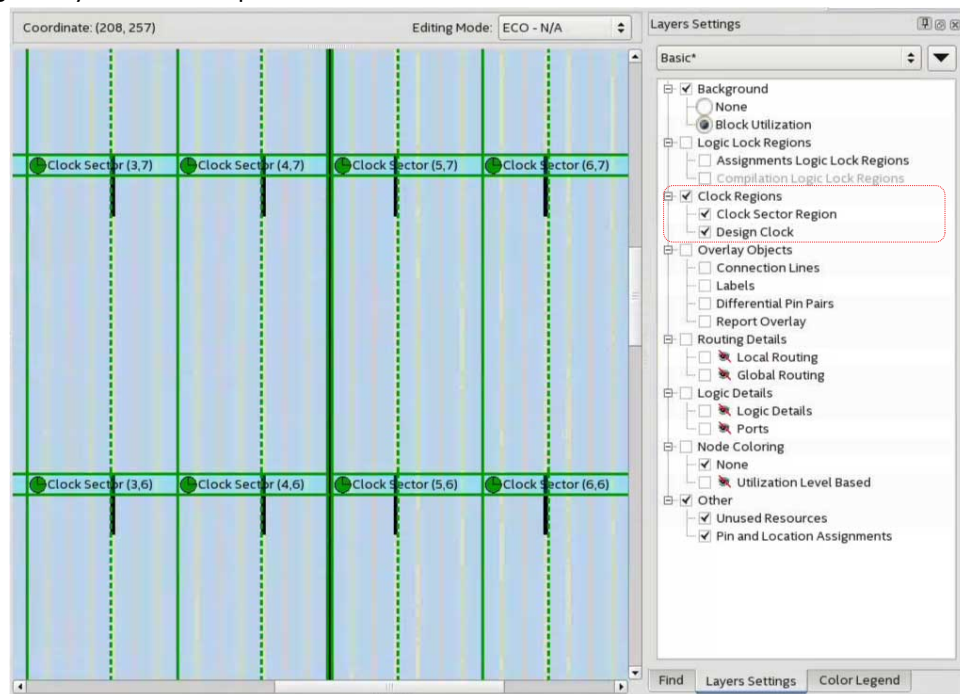 Coordinate: (208, 257)
Editing Mode: ECO - N/A
Clock Sector (3,7)
Clock Sector (4,7)
Clock Sector (5,7)
Clock Sector (6,7)
Clock Sector (3,6)
Clock Sector (4,6)
Clock Sector (5,6)
Clock Sector (6,6)
Layers Settings
Basic*
Background
None
Block Utilization
Logic Lock Regions
Assignments Logic Lock Regions
Compilation Logic Lock Regions
Clock Regions
Clock Sector Region
Design Clock
Overlay Objects
Connection Lines
Labels
Differential Pin Pairs
Report Overlay
Routing Details
Local Routing
Global Routing
Logic Details
Logic Details
Ports
Node Coloring
None
Utilization Level Based
Other
Unused Resources
Pin and Location Assignments
Find
Layers Settings
Color Legend